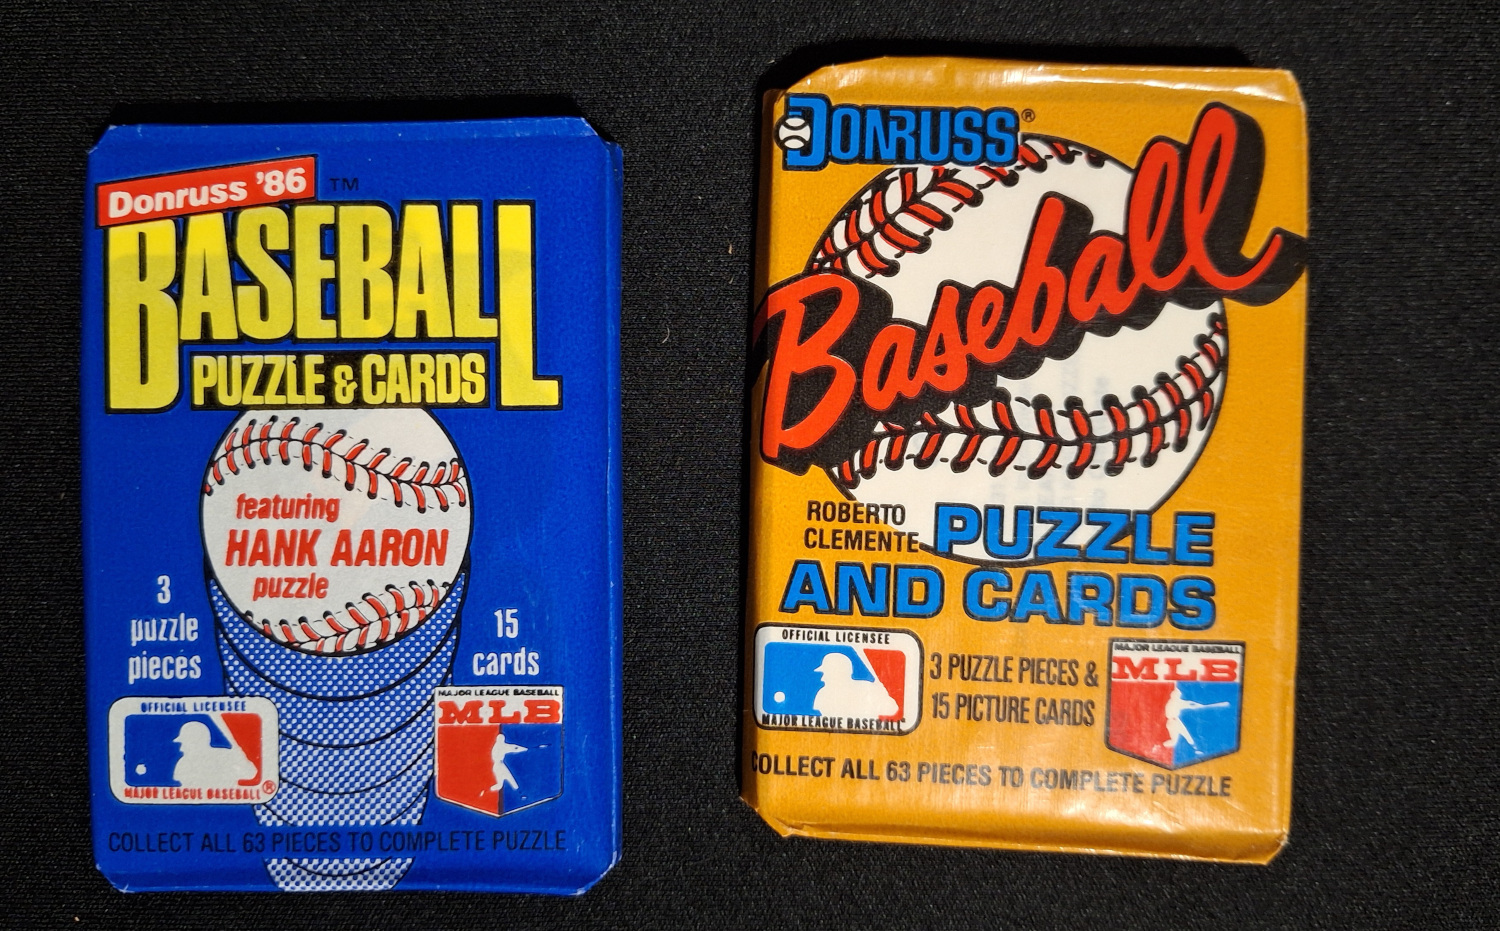 Donruss '86 ™
BASEBALL
PUZZLE & CARDS
featuring
HANK AARON
puzzle
3
puzzle
pieces
15
cards
OFFICIAL LICENSEE
MAJOR LEAGUE BASEBALL®
MAJOR LEAGUE BASEBALL
MLB
COLLECT ALL 63 PIECES TO COMPLETE PUZZLE
DONRUSS®
Baseball
ROBERTO
CLEMENTE
PUZZLE
AND CARDS
OFFICIAL LICENSEE
MAJOR LEAGUE BASEBALL
3 PUZZLE PIECES &
15 PICTURE CARDS
MAJOR LEAGUE BASEBALL
MLB
COLLECT ALL 63 PIECES TO COMPLETE PUZZLE